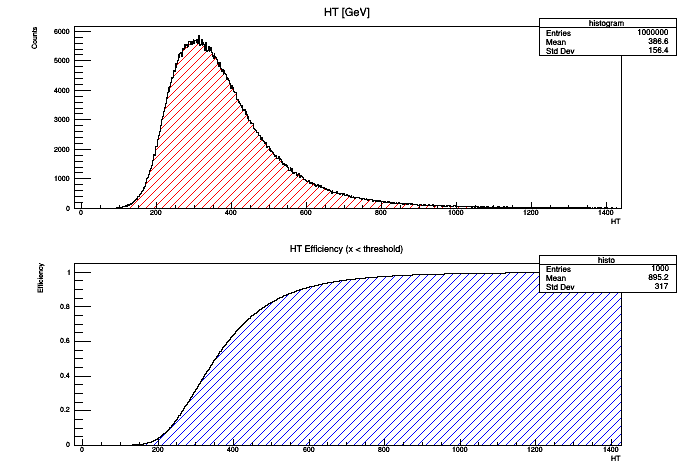 HT [GeV]
histogram
Entries 1000000
Mean 386.6
Std Dev 156.4
Counts
6000
5000
4000
3000
2000
1000
0
0 200 400 600 800 1000 1200 1400
HT
HT Efficiency (x < threshold)
histo
Entries 1000
Mean 895.2
Std Dev 317
Efficiency
1
0.8
0.6
0.4
0.2
0
0 200 400 600 800 1000 1200 1400
HT